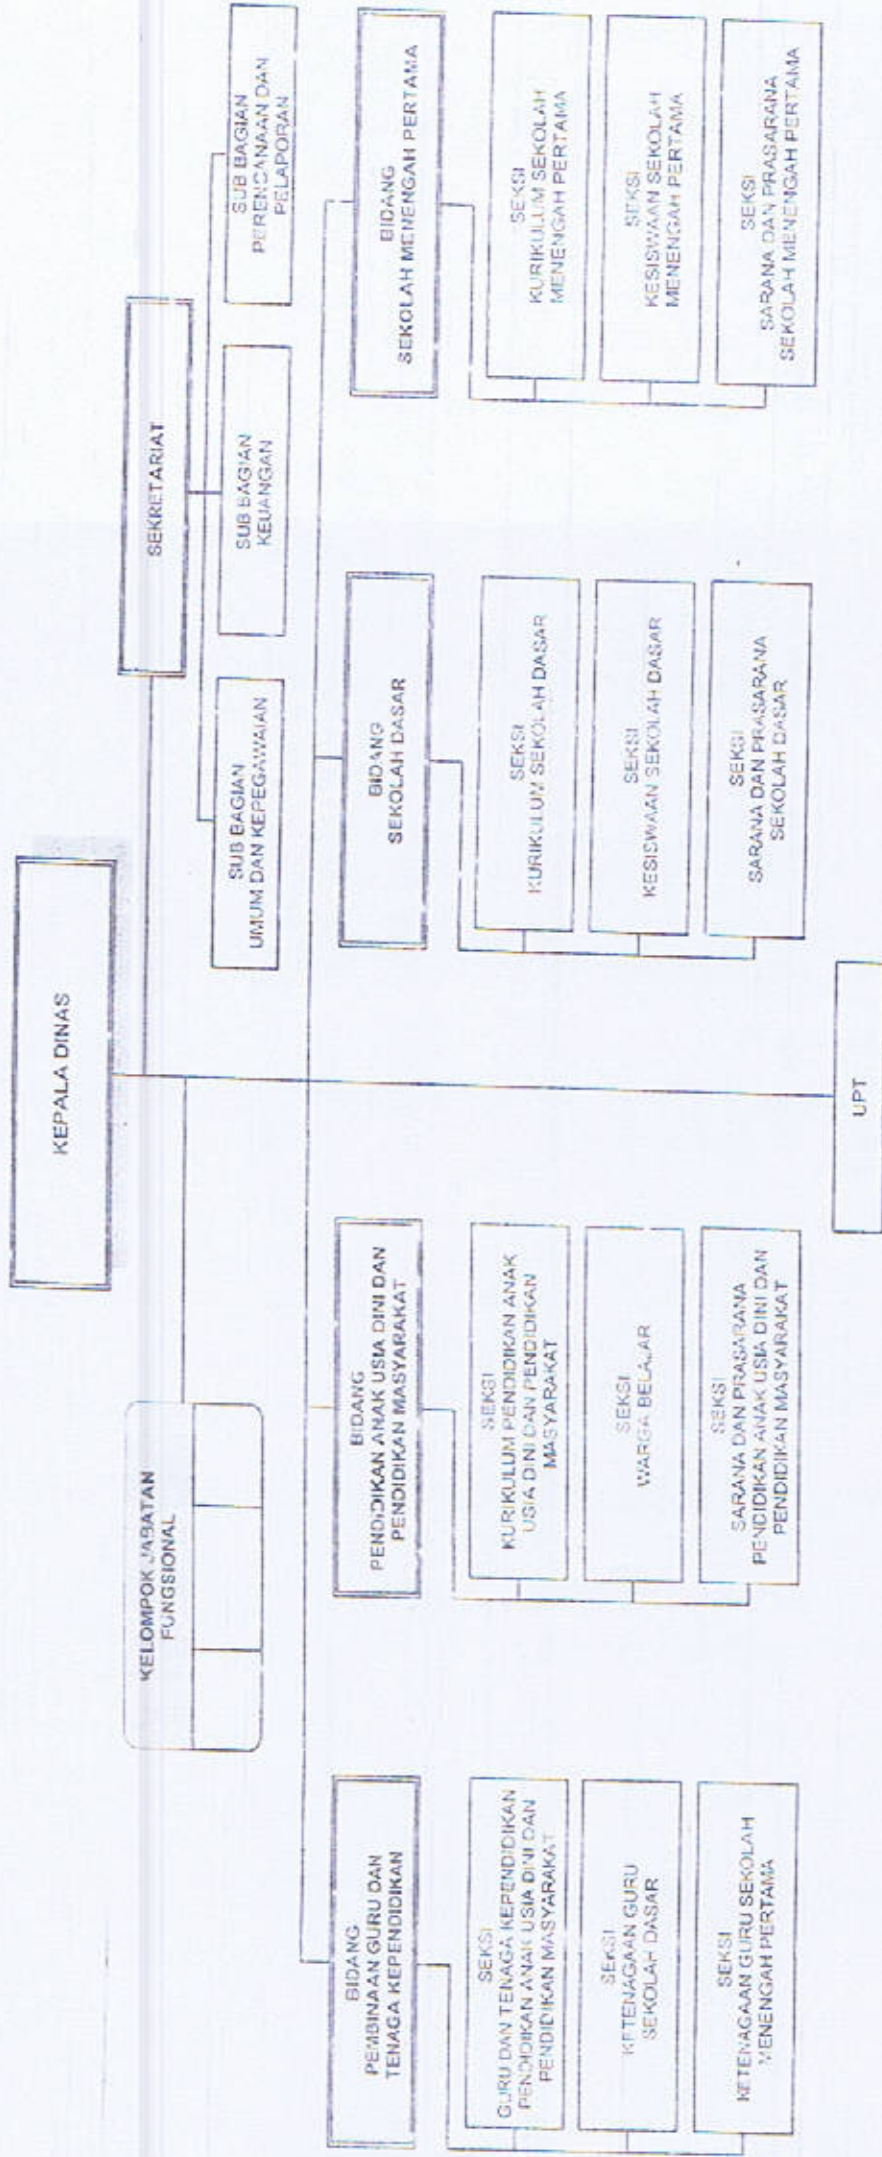 KEPALA DINAS
KELOMPOK JABATAN
FUNGSIONAL
SEKRETARIAT
SUB BAGIAN
UMUM DAN KEPEGAWAIAN
SUB BAGIAN
KEUANGAN
SUB BAGIAN
PERENCANAAN DAN
PELAPORAN
BIDANG
PEMBINAAN GURU DAN
TENAGA KEPENDIDIKAN
SEKSI
GURU DAN TENAGA KEPENDIDIKAN
PENDIDIKAN ANAK USIA DINI DAN
PENDIDIKAN MASYARAKAT
SEKSI
KETENAGAAN GURU
SEKOLAH DASAR
SEKSI
KETENAGAAN GURU SEKOLAH
MENENGAH PERTAMA
BIDANG
PENDIDIKAN ANAK USIA DINI DAN
PENDIDIKAN MASYARAKAT
SEKSI
KURIKULUM PENDIDIKAN ANAK
USIA DINI DAN PENDIDIKAN
MASYARAKAT
SEKSI
WARGA BELAJAR
SEKSI
SARANA DAN PRASARANA
PENDIDIKAN ANAK USIA DINI DAN
PENDIDIKAN MASYARAKAT
BIDANG
SEKOLAH DASAR
SEKSI
KURIKULUM SEKOLAH DASAR
SEKSI
KESISWAAN SEKOLAH DASAR
SEKSI
SARANA DAN PRASARANA
SEKOLAH DASAR
BIDANG
SEKOLAH MENENGAH PERTAMA
SEKSI
KURIKULUM SEKOLAH
MENENGAH PERTAMA
SEKSI
KESISWAAN SEKOLAH
MENENGAH PERTAMA
SEKSI
SARANA DAN PRASARANA
SEKOLAH MENENGAH PERTAMA
UPT